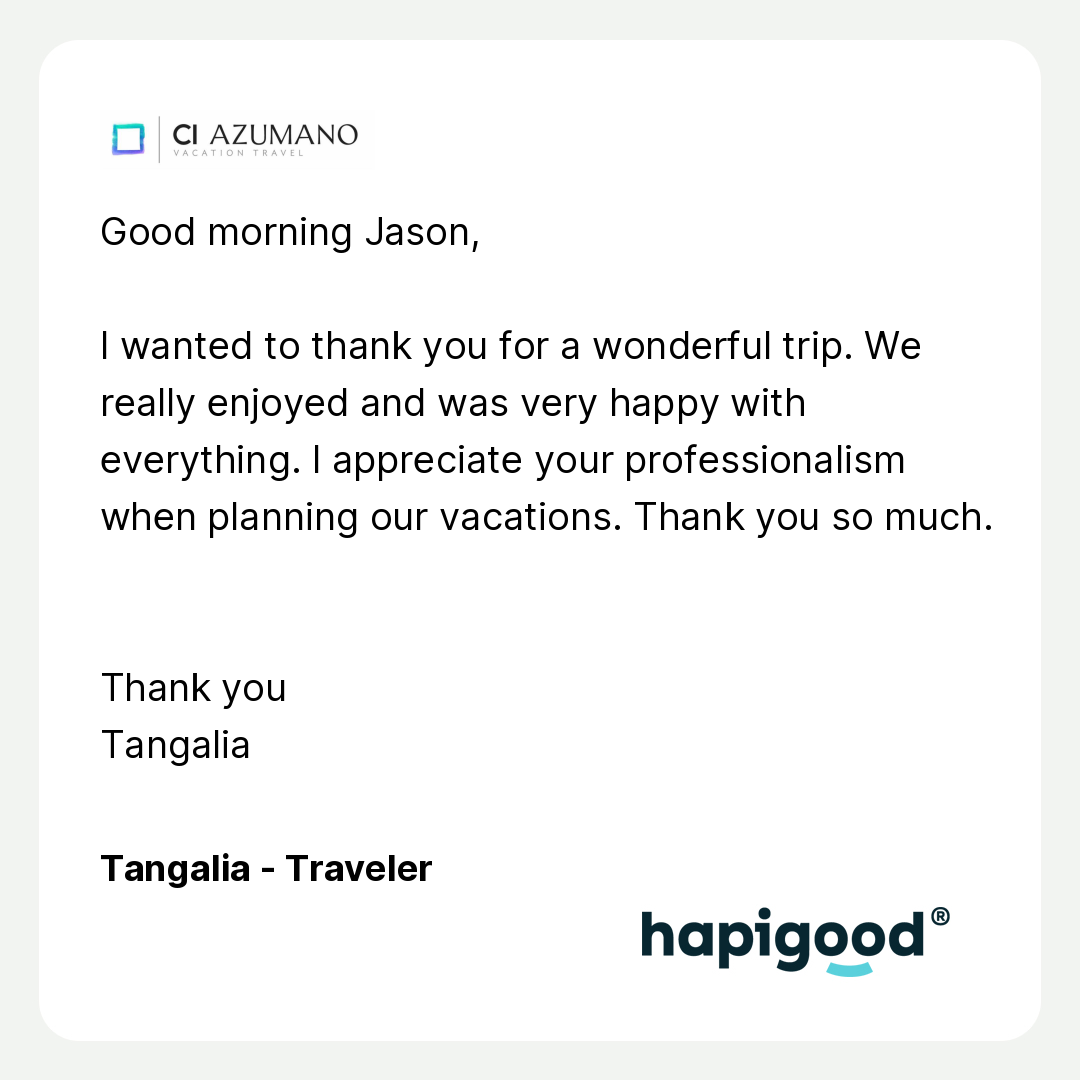 CI AZUMANO
VACATION TRAVEL
Good morning Jason,
I wanted to thank you for a wonderful trip. We
really enjoyed and was very happy with
everything. I appreciate your professionalism
when planning our vacations. Thank you so much.
Thank you
Tangalia
Tangalia - Traveler
hapigood®